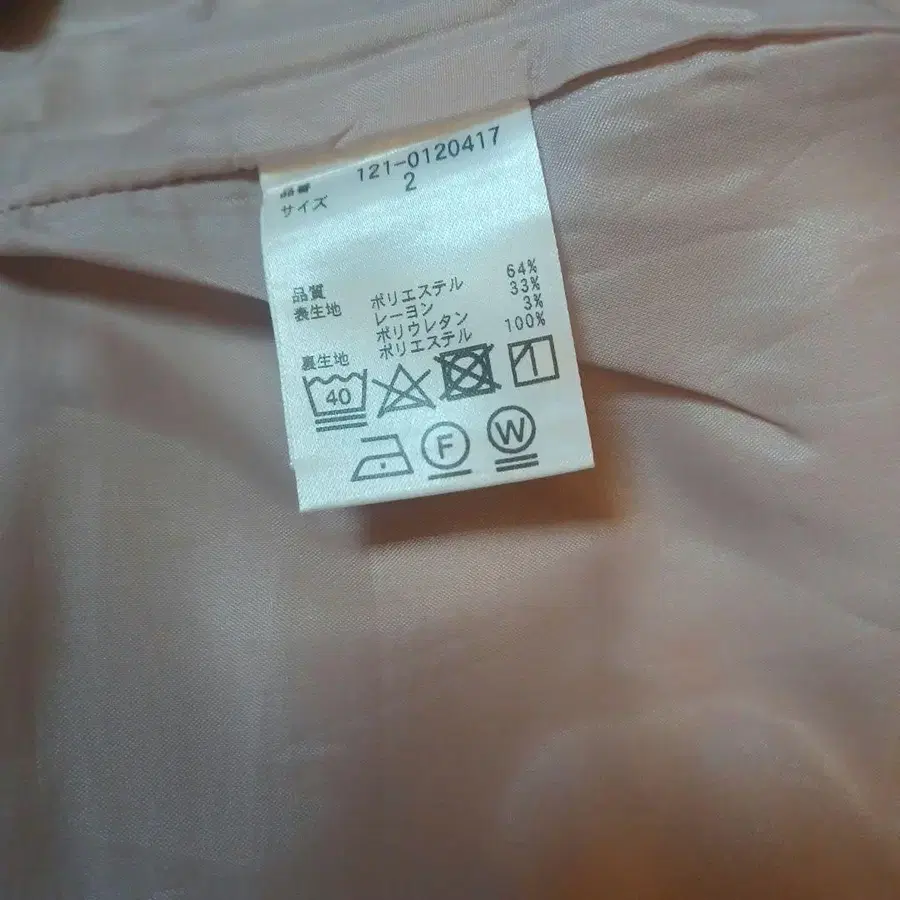 品番 121-0120417
サイズ 2
品質
表生地 ポリエステル 64%
レーヨン 33%
ポリウレタン 3%
裏生地 ポリエステル 100%
40
F W